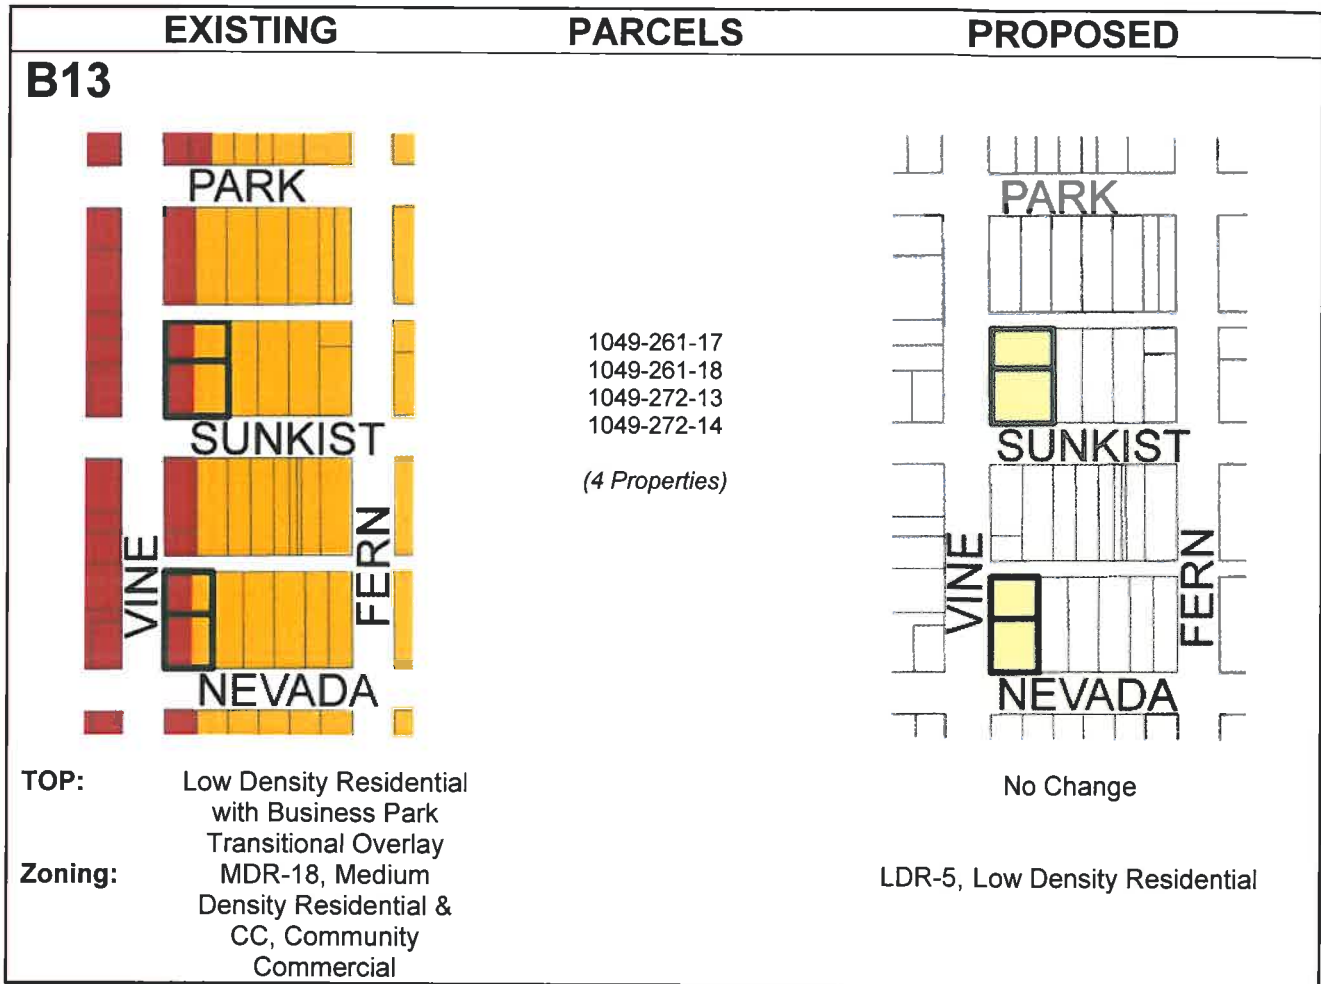 EXISTING PARCELS PROPOSED
B13
PARK
SUNKIST
VINE
FERN
NEVADA
1049-261-17
1049-261-18
1049-272-13
1049-272-14
(4 Properties)
PARK
SUNKIST
VINE
FERN
NEVADA
TOP: Low Density Residential
with Business Park
Transitional Overlay
No Change
Zoning: MDR-18, Medium
Density Residential &
CC, Community
Commercial
LDR-5, Low Density Residential